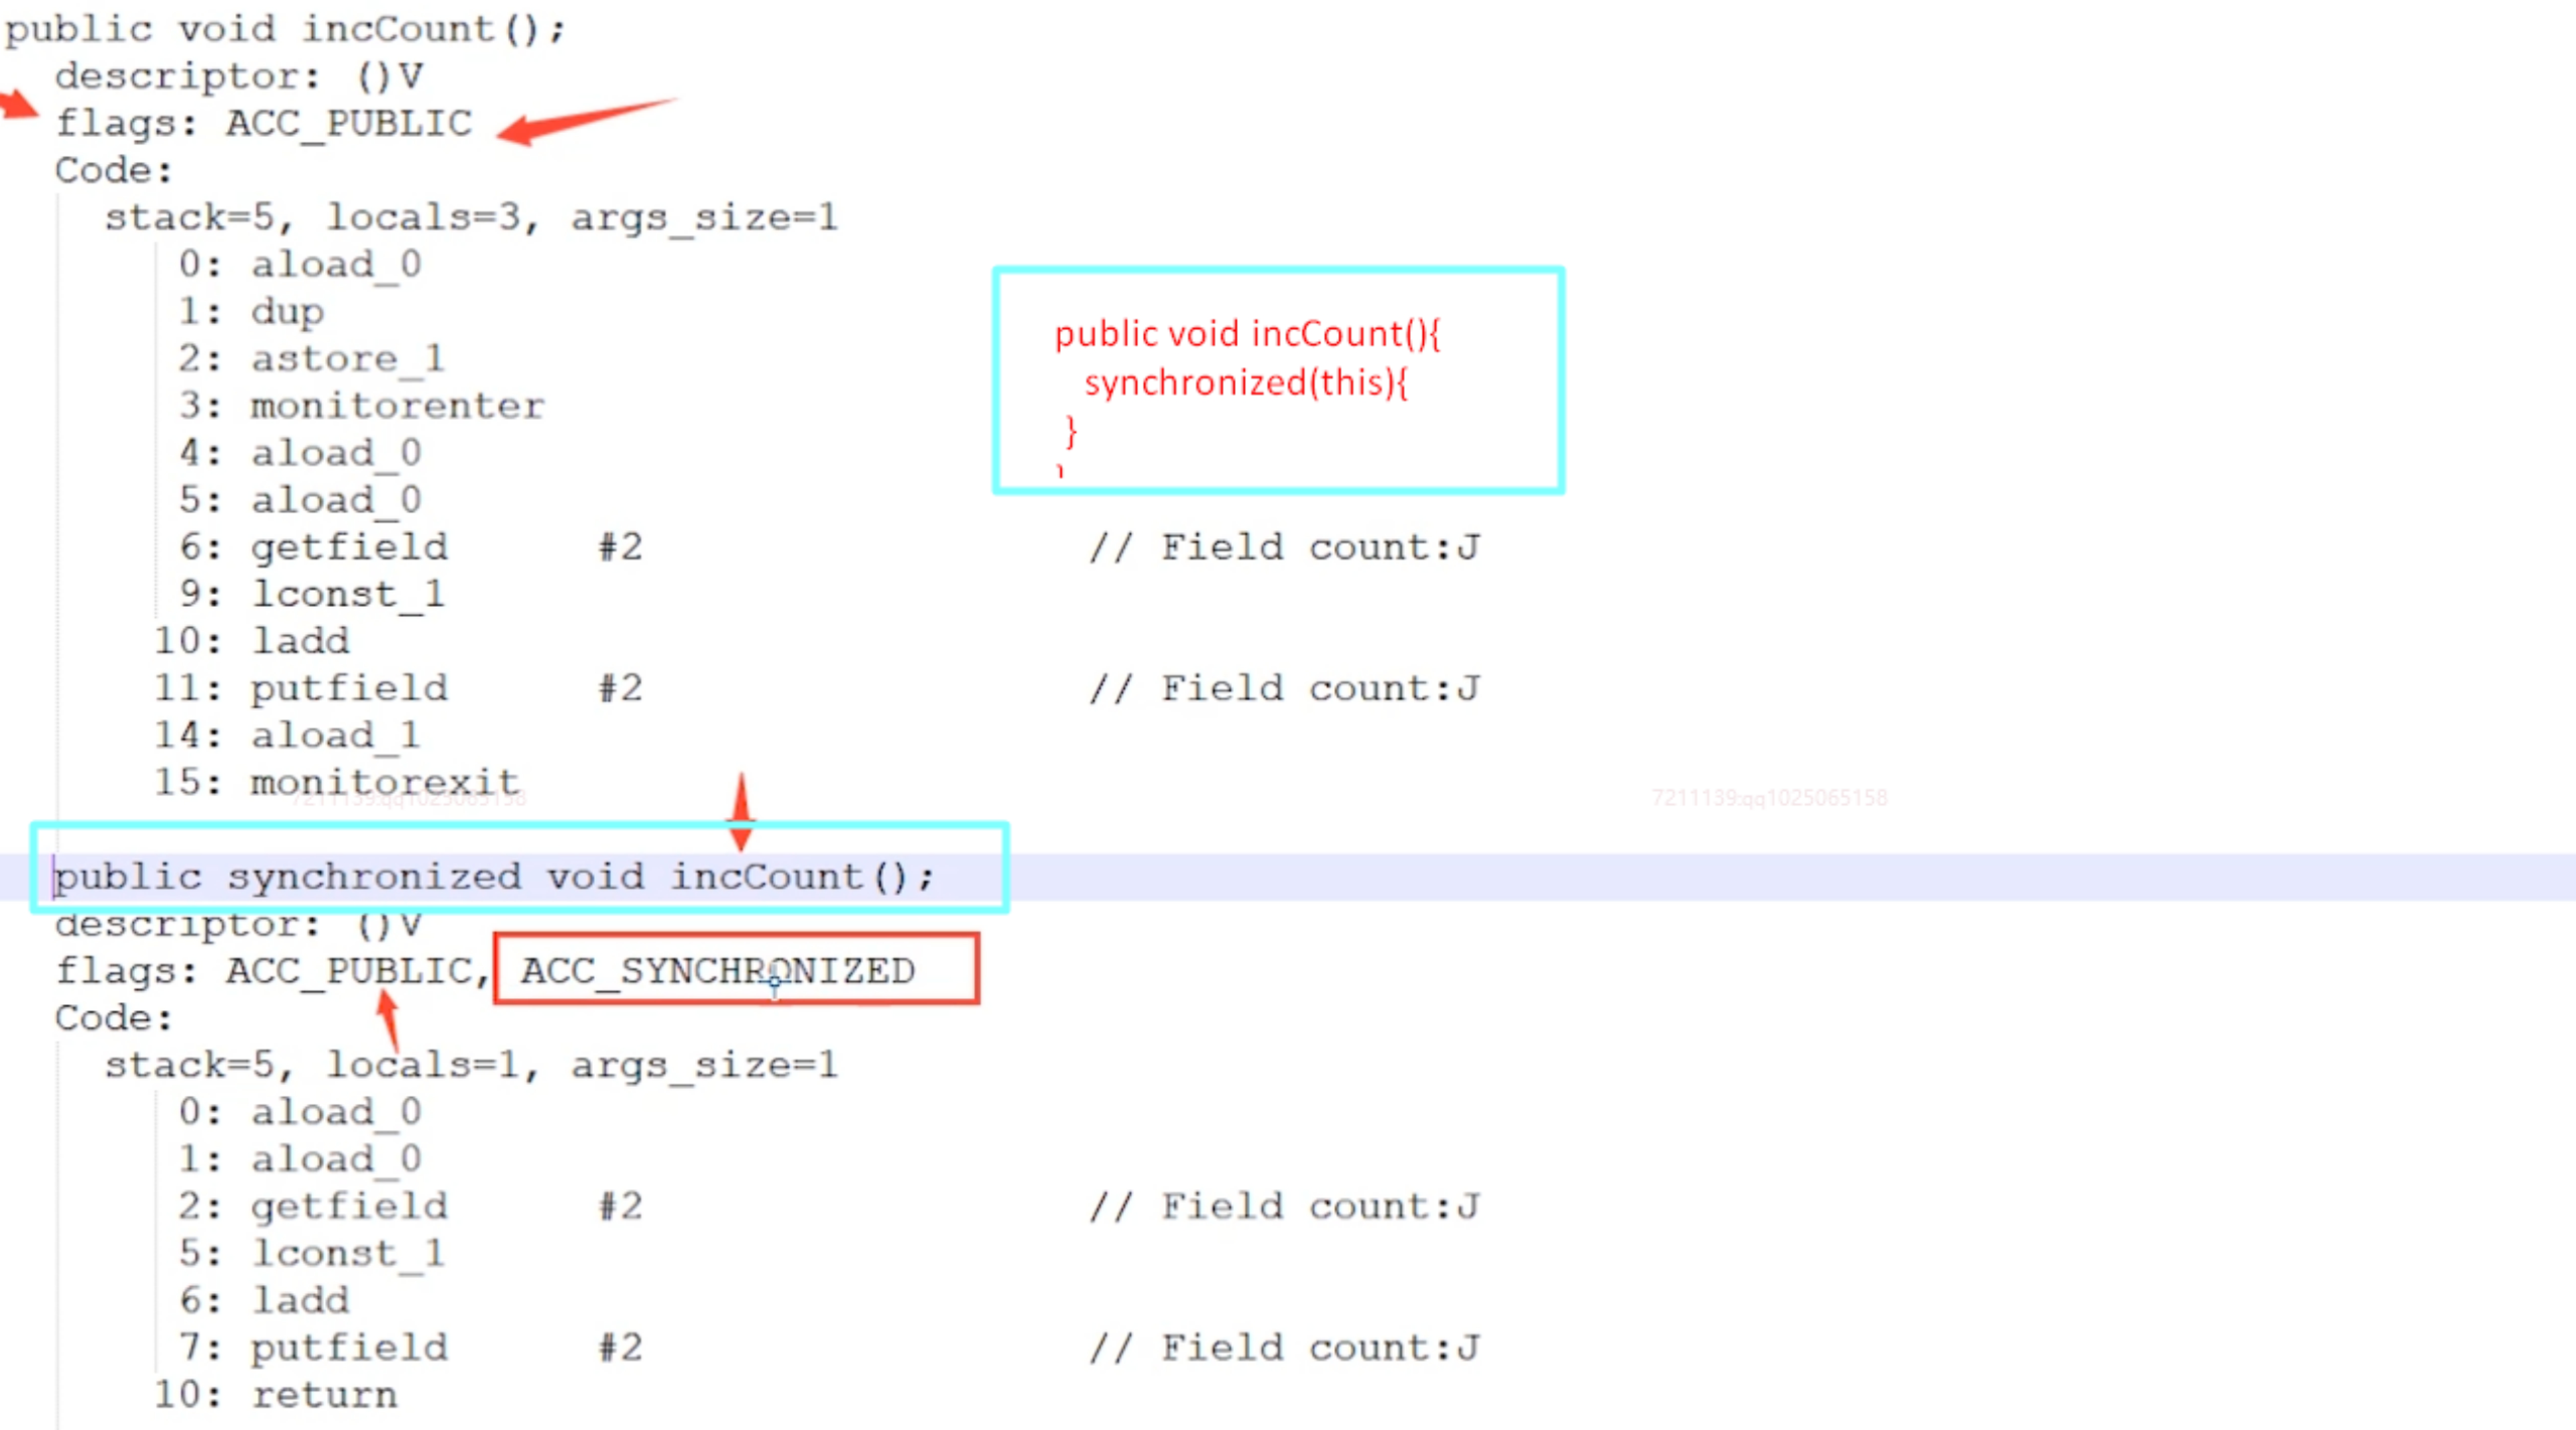 public void incCount();
descriptor: ()V
flags: ACC_PUBLIC
Code:
stack=5, locals=3, args_size=1
0: aload_0
1: dup
2: astore_1
3: monitorenter
4: aload_0
5: aload_0
6: getfield #2 // Field count:J
9: lconst_1
10: ladd
11: putfield #2 // Field count:J
14: aload_1
15: monitorexit
public void incCount(){
synchronized(this){
}
}
7211139:qq1025065158
7211139:qq1025065158
public synchronized void incCount();
descriptor: ()V
flags: ACC_PUBLIC, ACC_SYNCHRONIZED
Code:
stack=5, locals=1, args_size=1
0: aload_0
1: aload_0
2: getfield #2 // Field count:J
5: lconst_1
6: ladd
7: putfield #2 // Field count:J
10: return